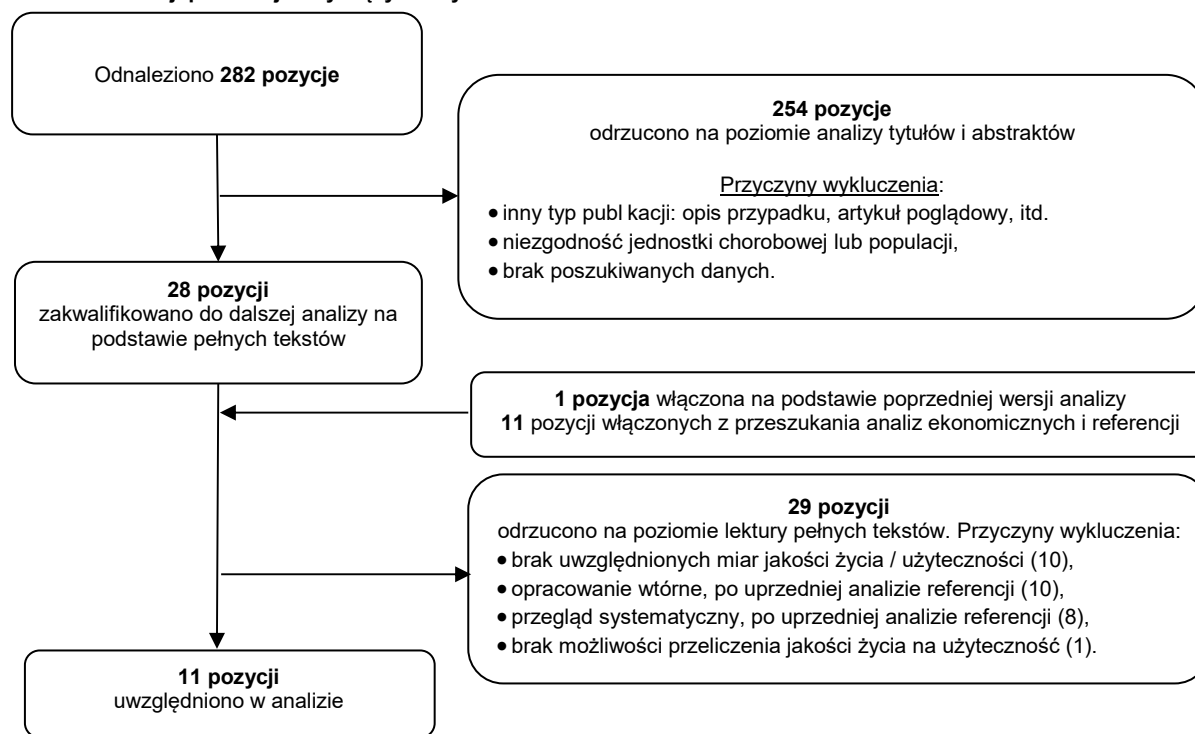 Odnaleziono 282 pozycje
254 pozycje
odrzucono na poziomie analizy tytułów i abstraktów
Przyczyny wykluczenia:
• inny typ publ kacji: opis przypadku, artykuł poglądowy, itd.
• niezgodność jednostki chorobowej lub populacji,
• brak poszukiwanych danych.
28 pozycji
zakwalifikowano do dalszej analizy na
podstawie pełnych tekstów
1 pozycja włączona na podstawie poprzedniej wersji analizy
11 pozycji włączonych z przeszukania analiz ekonomicznych i referencji
29 pozycji
odrzucono na poziomie lektury pełnych tekstów. Przyczyny wykluczenia:
• brak uwzględnionych miar jakości życia / użyteczności (10),
• opracowanie wtórne, po uprzedniej analizie referencji (10),
• przegląd systematyczny, po uprzedniej analizie referencji (8),
• brak możliwości przeliczenia jakości życia na użyteczność (1).
11 pozycji
uwzględniono w analizie